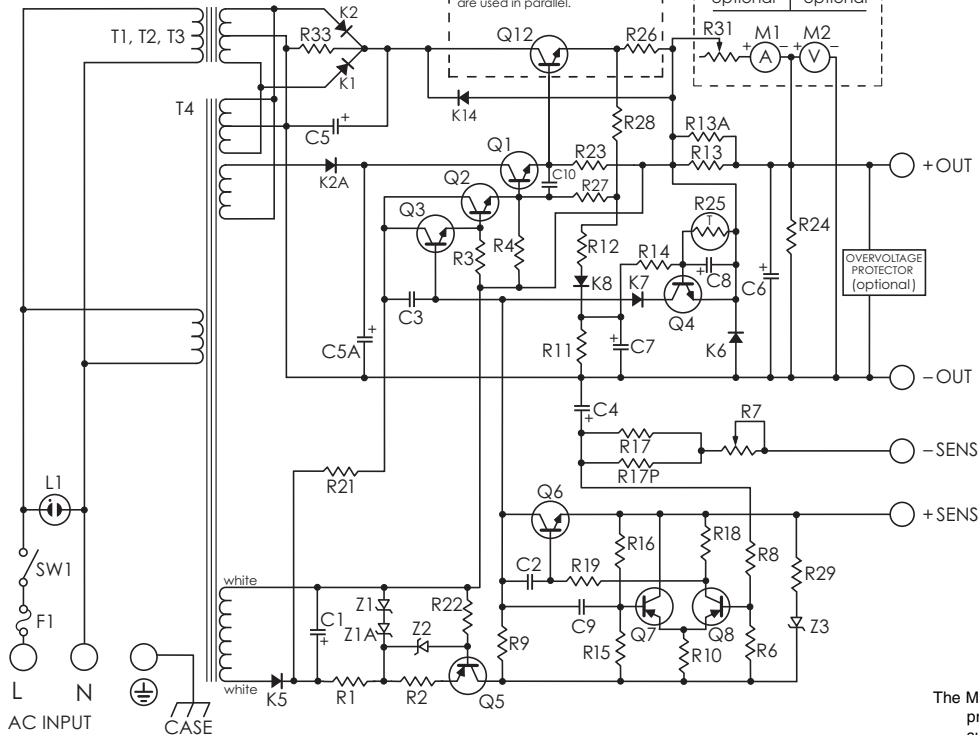 are used in parallel.
optional optional
T1, T2, T3
K2
R33
K1
Q12
R26
R31
M1
M2
+
A
−
+
V
−
T4
C5
+
K14
R28
R13A
R13
+OUT
K2A
Q1
R23
C10
R27
Q2
Q3
R3
R4
R12
K8
R14
R25
T
+
C8
K7
Q4
C6
+
R24
OVERVOLTAGE
PROTECTOR
(optional)
C3
C5A
+
R11
+
C7
K6
−OUT
C4
+
R17
R17P
R7
−SENS
R21
L1
SW1
F1
Q6
+SENS
R16
R18
R8
R29
C2
R19
C9
Q7
Q8
Z3
R9
R15
R10
R6
white
C1
+
Z1
Z1A
Z2
R22
white
K5
R1
R2
Q5
L
N
AC INPUT
CASE
The M
pr